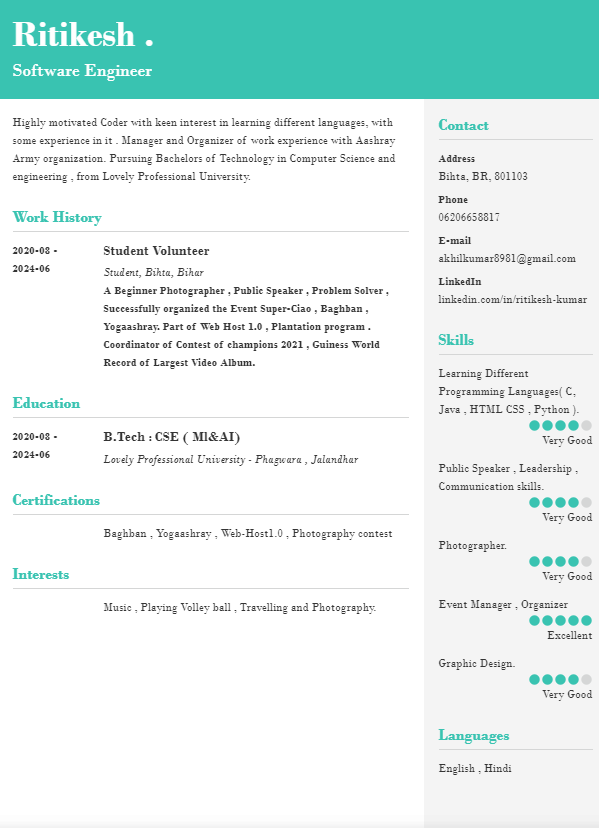 Ritikesh .
Software Engineer
Highly motivated Coder with keen interest in learning different languages, with
some experience in it . Manager and Organizer of work experience with Aashray
Army organization. Pursuing Bachelors of Technology in Computer Science and
engineering , from Lovely Professional University.
Work History
2020-08 -
2024-06
Student Volunteer
Student, Bihta, Bihar
A Beginner Photographer , Public Speaker , Problem Solver ,
Successfully organized the Event Super-Ciao , Baghban ,
Yogaashray. Part of Web Host 1.0 , Plantation program .
Coordinator of Contest of champions 2021 , Guiness World
Record of Largest Video Album.
Education
2020-08 -
2024-06
B.Tech : CSE ( Ml&AI)
Lovely Professional University - Phagwara , Jalandhar
Certifications
Baghban , Yogaashray , Web-Host1.0 , Photography contest
Interests
Music , Playing Volley ball , Travelling and Photography.
Contact
Address
Bihta, BR, 801103
Phone
06206658817
E-mail
akhilkumar8981@gmail.com
LinkedIn
linkedin.com/in/ritikesh-kumar
Skills
Learning Different
Programming Languages( C,
Java , HTML CSS , Python ).
Very Good
Public Speaker , Leadership ,
Communication skills.
Very Good
Photographer.
Very Good
Event Manager , Organizer
Excellent
Graphic Design.
Very Good
Languages
English , Hindi